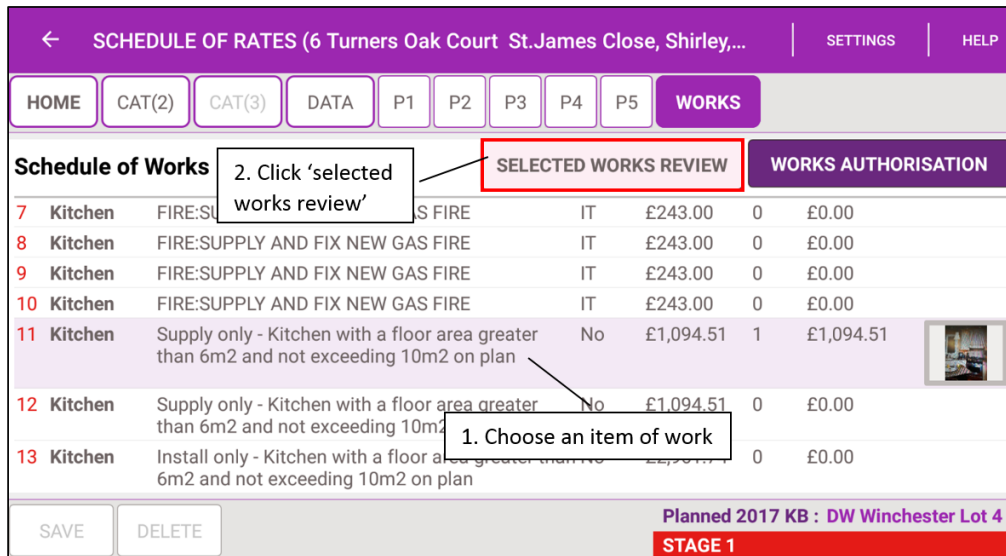 ← SCHEDULE OF RATES (6 Turners Oak Court St.James Close, Shirley,... SETTINGS HELP
HOME CAT(2) CAT(3) DATA P1 P2 P3 P4 P5 WORKS
Schedule of Works SELECTED WORKS REVIEW WORKS AUTHORISATION
2. Click ‘selected
works review’
7 Kitchen FIRE:SU GAS FIRE IT £243.00 0 £0.00
8 Kitchen FIRE:SUPPLY AND FIX NEW GAS FIRE IT £243.00 0 £0.00
9 Kitchen FIRE:SUPPLY AND FIX NEW GAS FIRE IT £243.00 0 £0.00
10 Kitchen FIRE:SUPPLY AND FIX NEW GAS FIRE IT £243.00 0 £0.00
11 Kitchen Supply only - Kitchen with a floor area greater No £1,094.51 1 £1,094.51
than 6m2 and not exceeding 10m2 on plan
12 Kitchen Supply only - Kitchen with a floor area greater No £1,094.51 0 £0.00
than 6m2 and not exceeding 10m2
1. Choose an item of work
13 Kitchen Install only - Kitchen with a floor area greater than No 0 £0.00
6m2 and not exceeding 10m2 on plan
SAVE DELETE Planned 2017 KB : DW Winchester Lot 4
STAGE 1